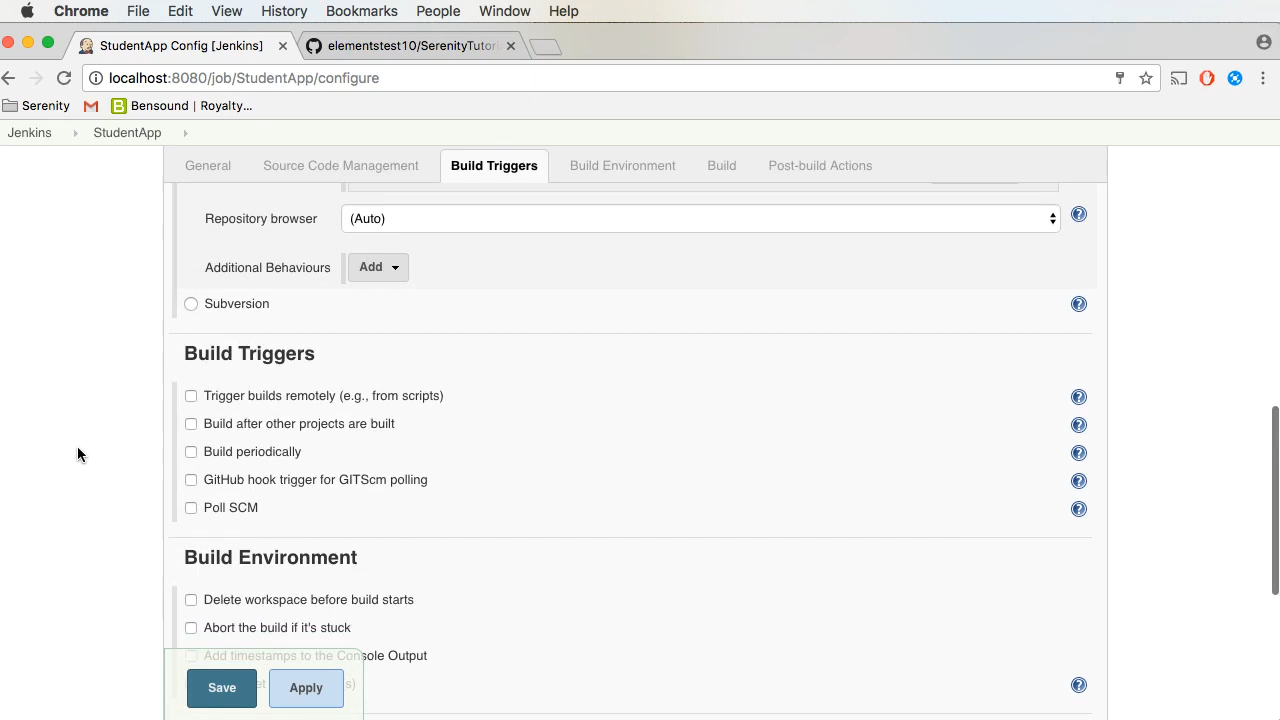 Chrome File Edit View History Bookmarks People Window Help
StudentApp Config [Jenkins] elementstest10/SerenityTutori
localhost:8080/job/StudentApp/configure
Serenity Bensound | Royalty...
Jenkins StudentApp
General Source Code Management Build Triggers Build Environment Build Post-build Actions
Repository browser (Auto)
Additional Behaviours Add
Subversion
Build Triggers
Trigger builds remotely (e.g., from scripts)
Build after other projects are built
Build periodically
GitHub hook trigger for GITScm polling
Poll SCM
Build Environment
Delete workspace before build starts
Abort the build if it's stuck
Add timestamps to the Console Output
Save Apply